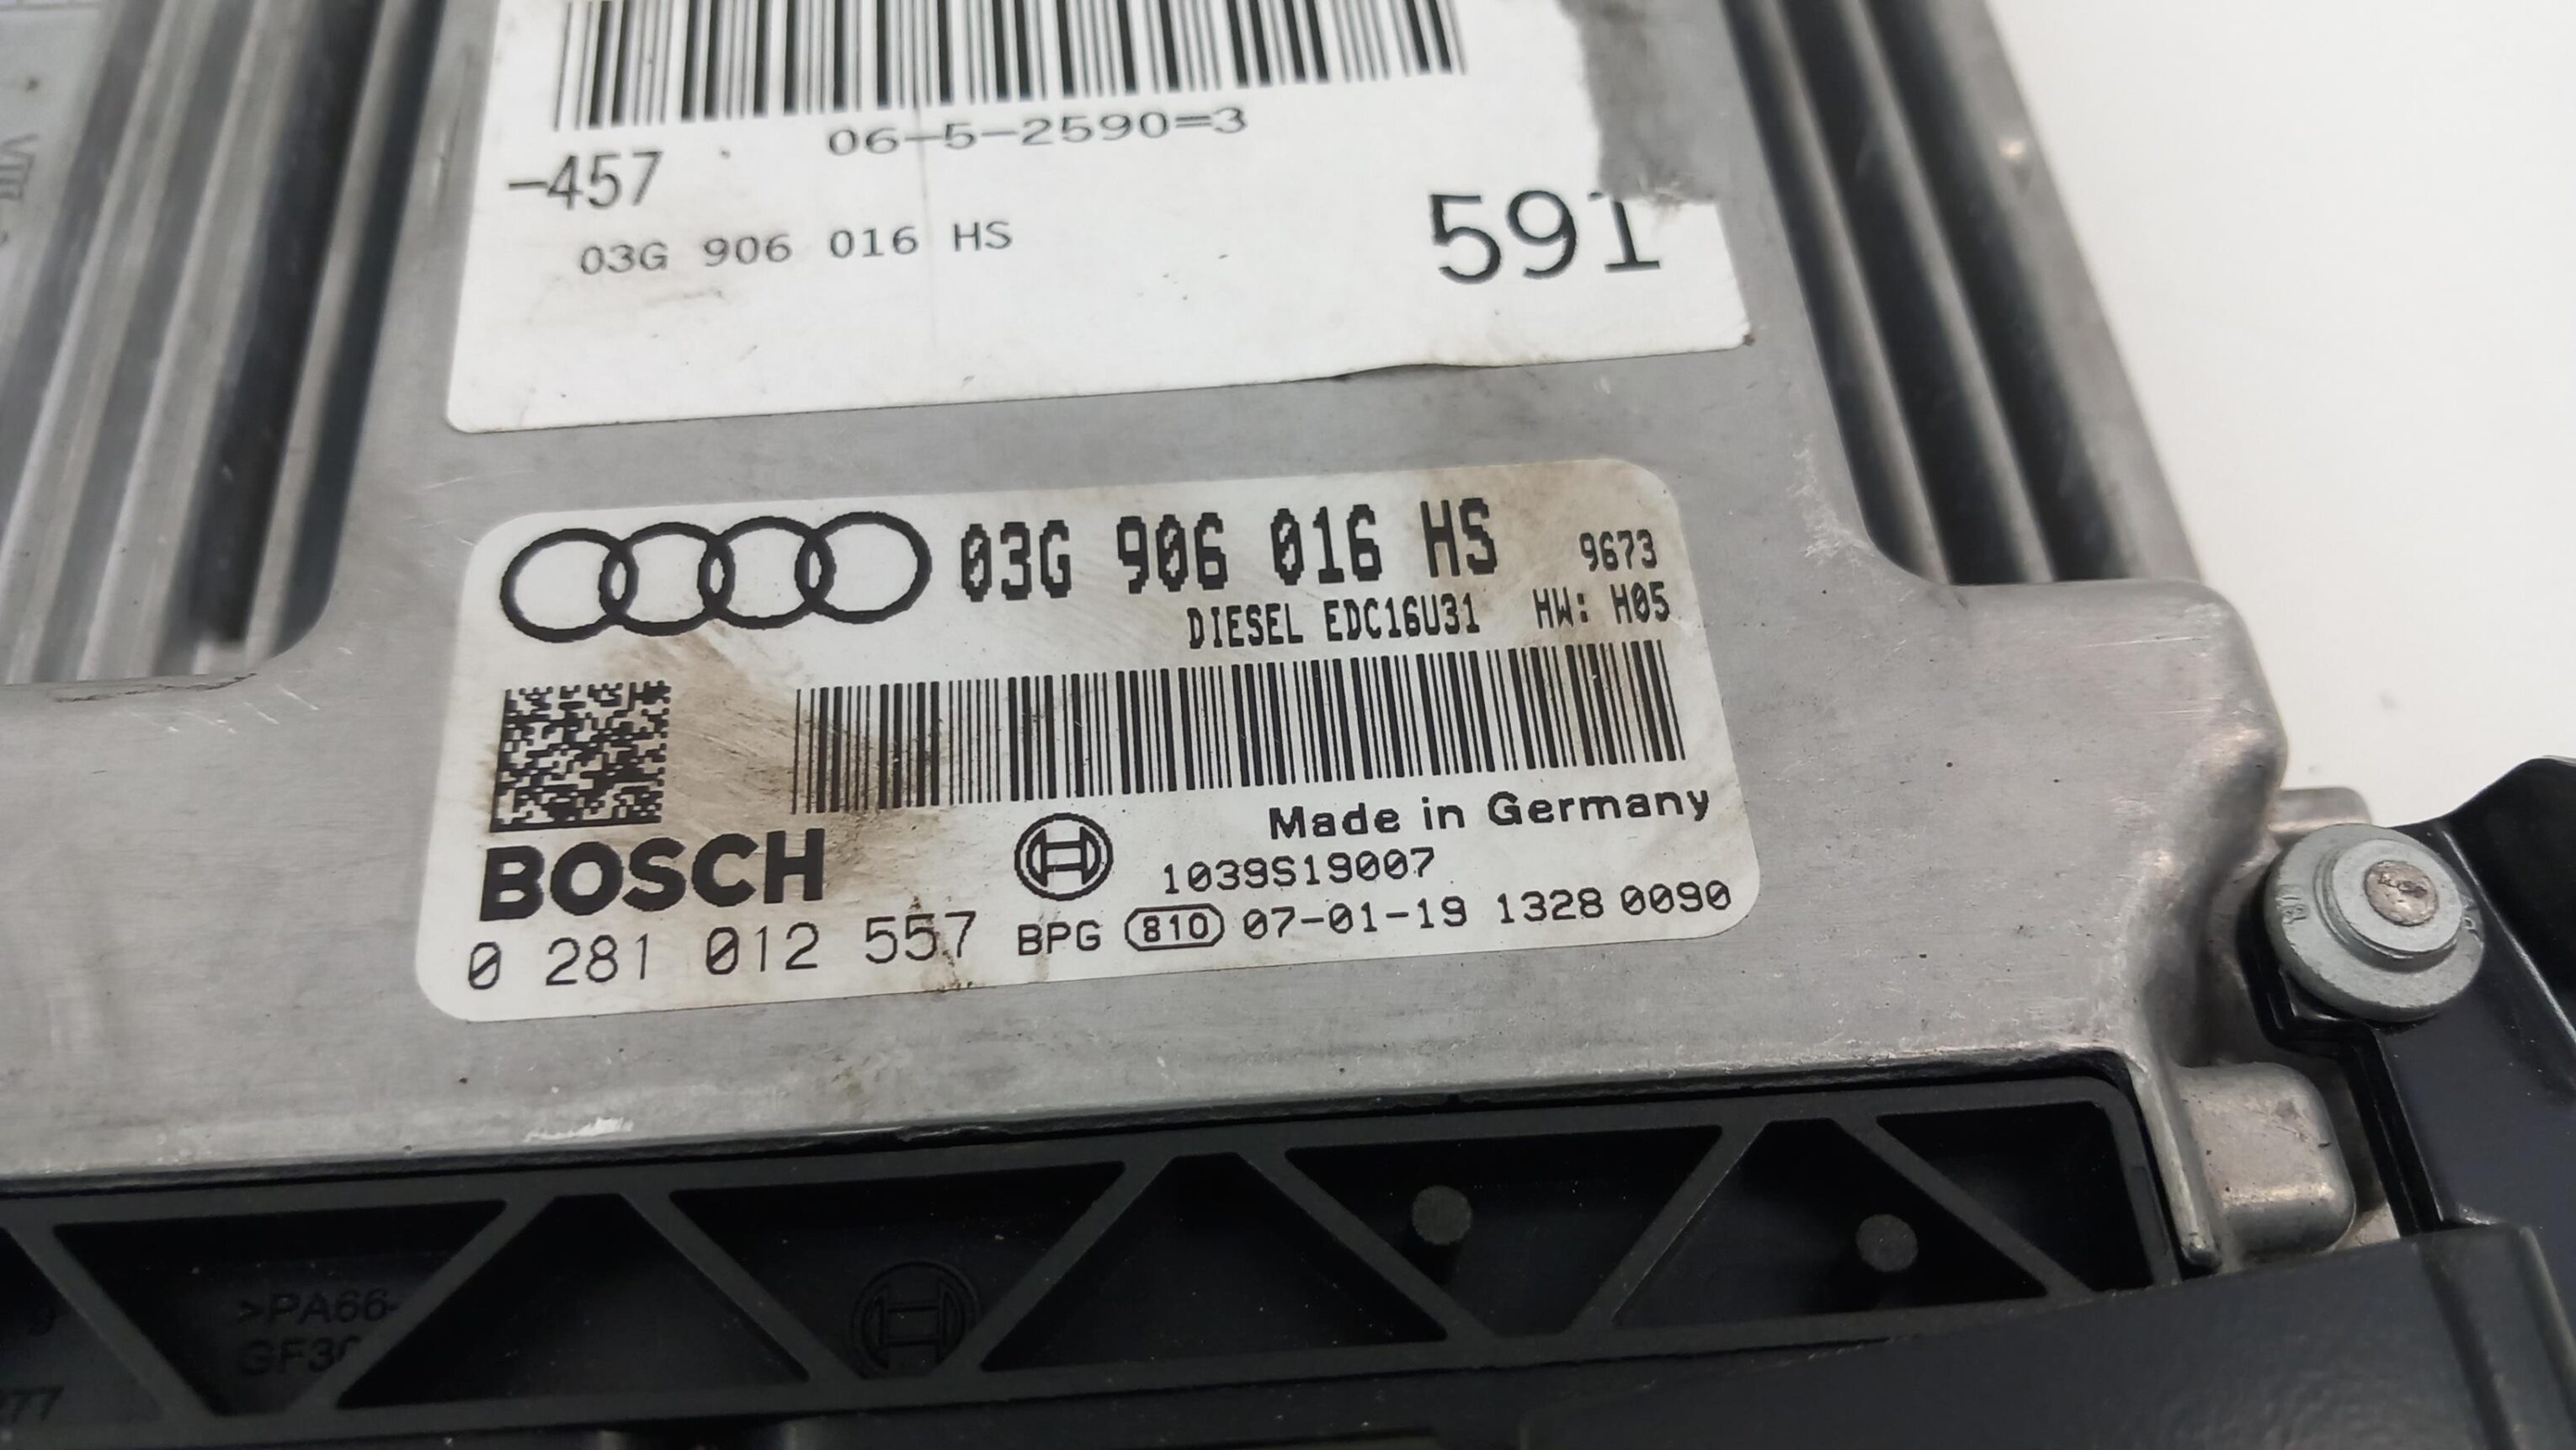 06-5-2590=3
-457
03G 906 016 HS
591
03G 906 016 HS 9673
DIESEL EDC16U31 HW: H05
Made in Germany
BOSCH
1039S19007
0 281 012 557 BPG 810 07-01-19 1328 0090
>PA66-
GF30
77